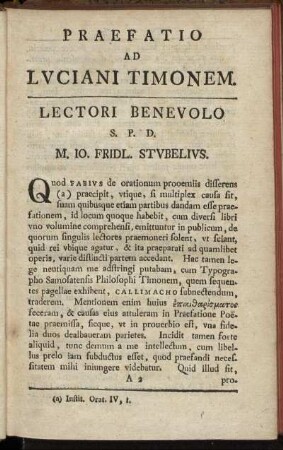 PRAEFATIO
AD
LVCIANI TIMONEM.
LECTORI BENEVOLO
S. P. D.
M. IO. FRIDL. STVBELIVS.
Quod FABIVS de orationum prooemiis disserens
(a) praecipit, vtique, si multiplex causa sit,
suum quibusque etiam partibus dandam esse prae-
fationem, id locum quoque habebit, cum diversi libri
vno volumine comprehensi, emittuntur in publicum, de
quorum singulis lectores praemoneri solent, vt sciant,
quid rei vbique agatur, & ita praeparati ad quamlibet
operis, variis distincti partem accedant. Hac tamen le-
ge neutiquam me adstringi putabam, cum Typogra-
pho Samosatensis Philosophi Timonem, quem sequen-
tes pagellae exhibent, CALLIMACHO subnectendum,
traderem. Mentionem enim huius
feceram, & causas eius attuleram in Praefatione Poë-
tae praemissa, sicque, vt in prouerbio est, vna fide-
lia duos dealbaueram parietes. Incidit tamen forte
aliquid, tunc demum a me intellectum, cum libel-
lus prelo iam subductus esset, quod praefandi neces-
sitatem mihi iniungere videbatur. Quid illud sit,
A 2 pro-
(a) Instit. Orat. IV, 1.